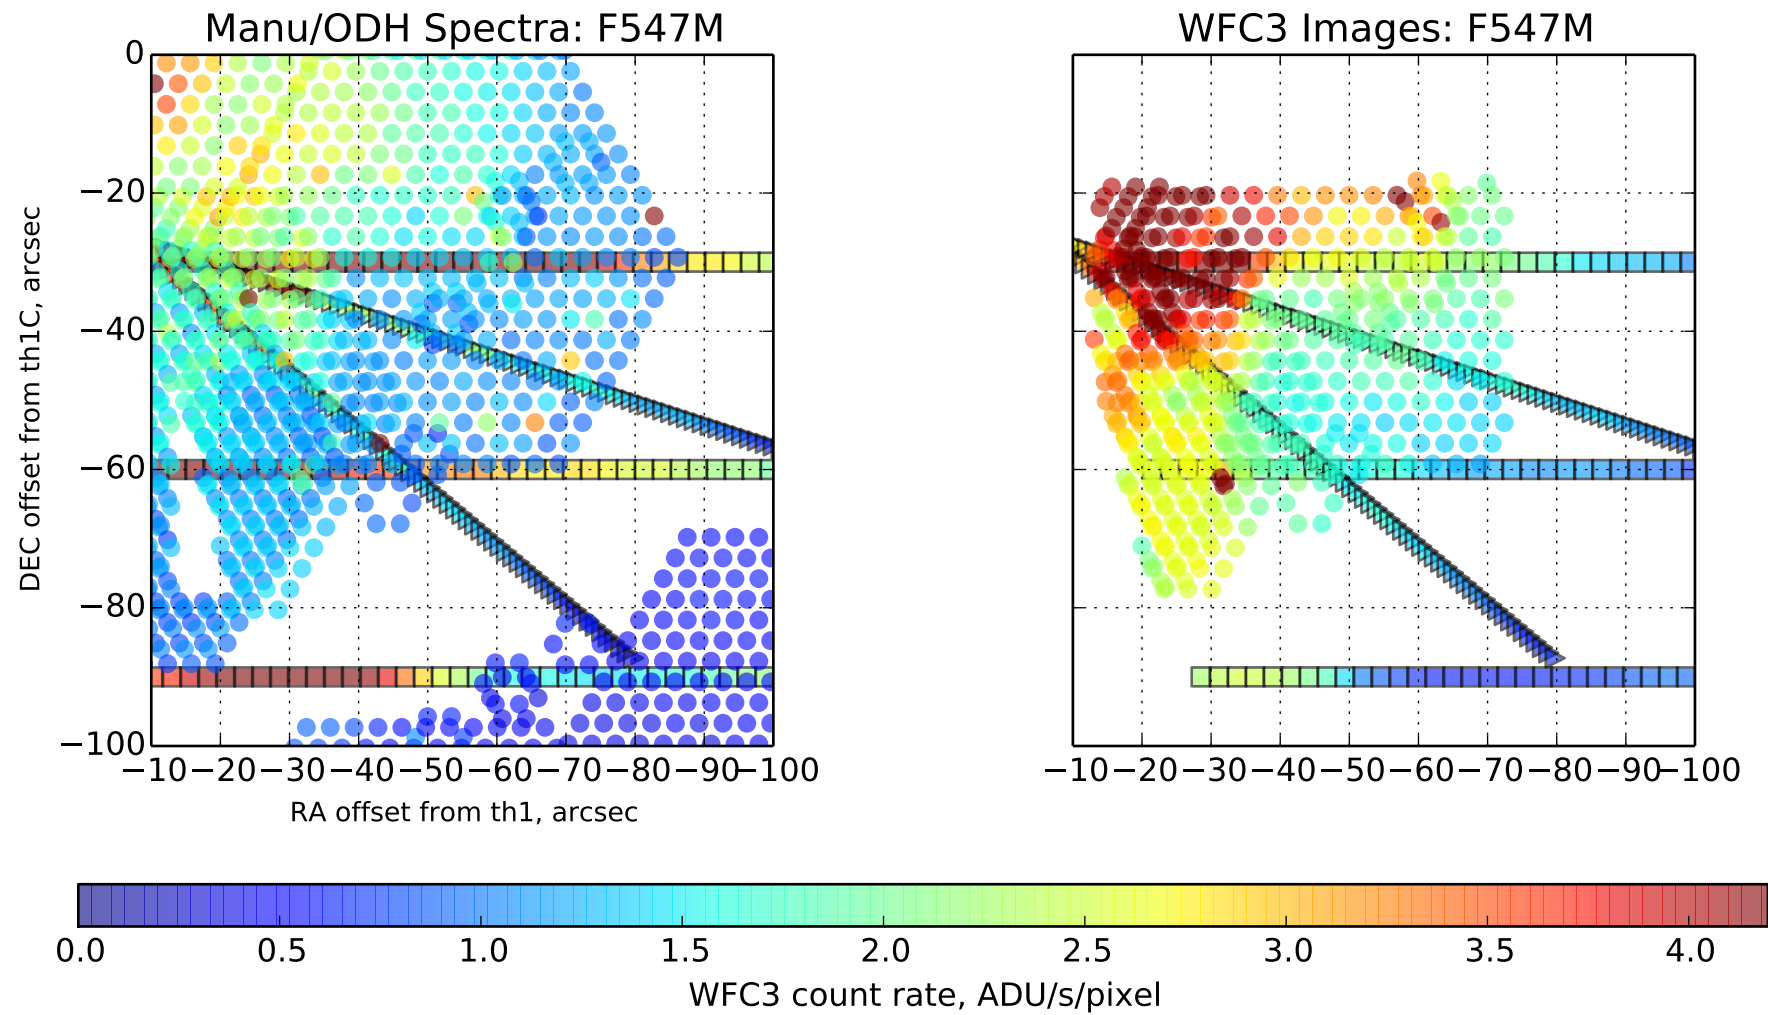 Manu/ODH Spectra: F547M
WFC3 Images: F547M
0
−20
−40
−60
−80
−100
DEC offset from th1C, arcsec
−10 −20 −30 −40 −50 −60 −70 −80 −90 −100
−10 −20 −30 −40 −50 −60 −70 −80 −90 −100
RA offset from th1, arcsec
0.0 0.5 1.0 1.5 2.0 2.5 3.0 3.5 4.0
WFC3 count rate, ADU/s/pixel